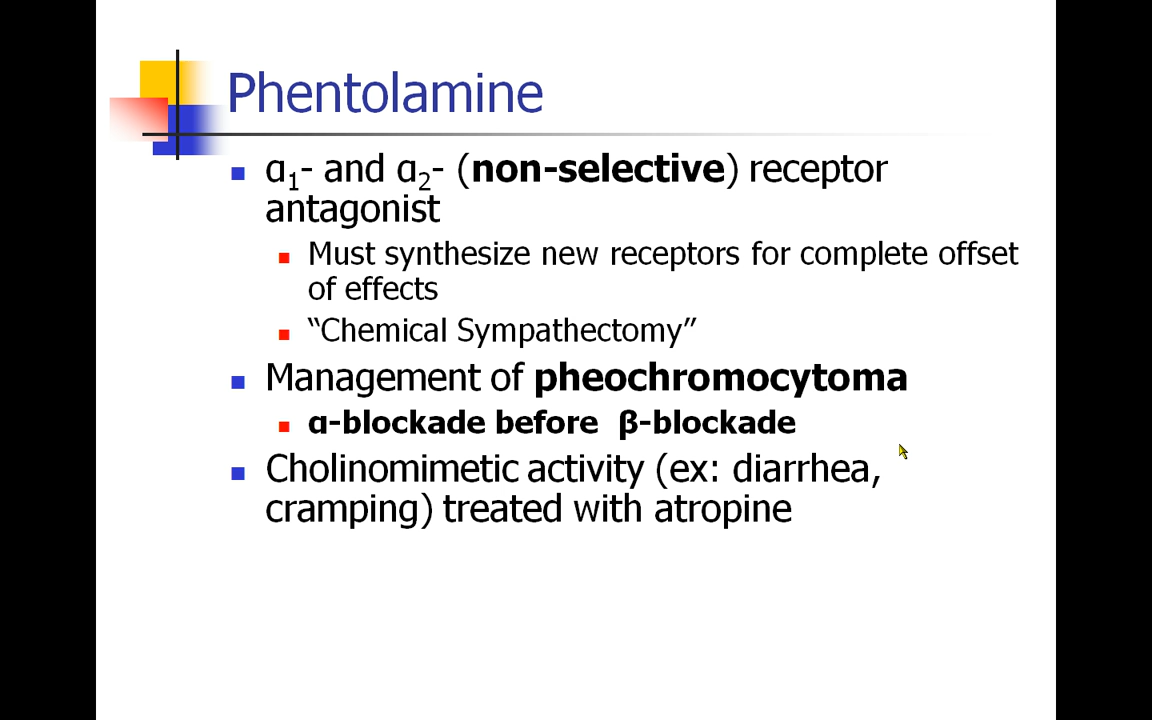 Phentolamine
α₁- and α₂- (non-selective) receptor
antagonist
Must synthesize new receptors for complete offset
of effects
“Chemical Sympathectomy”
Management of pheochromocytoma
α-blockade before β-blockade
Cholinomimetic activity (ex: diarrhea,
cramping) treated with atropine